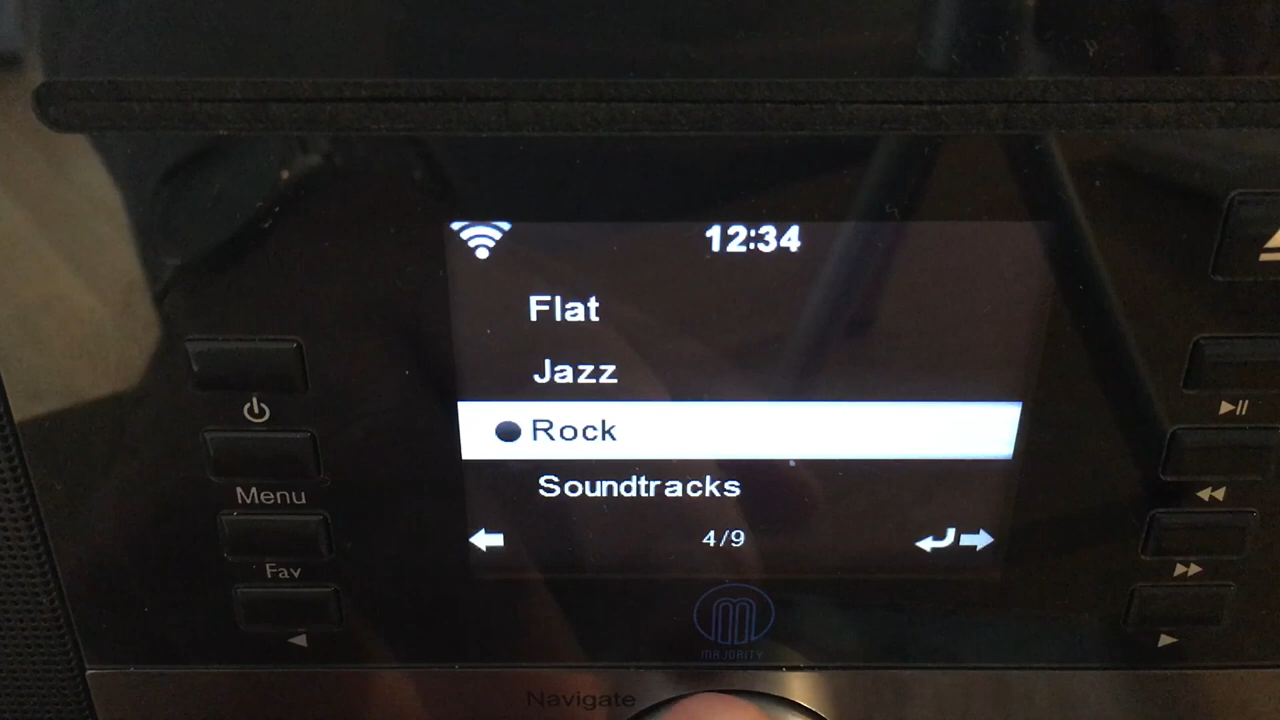 12:34
Flat
Jazz
Rock
Soundtracks
4/9
Menu
Fav
MAJORITY
Navigate